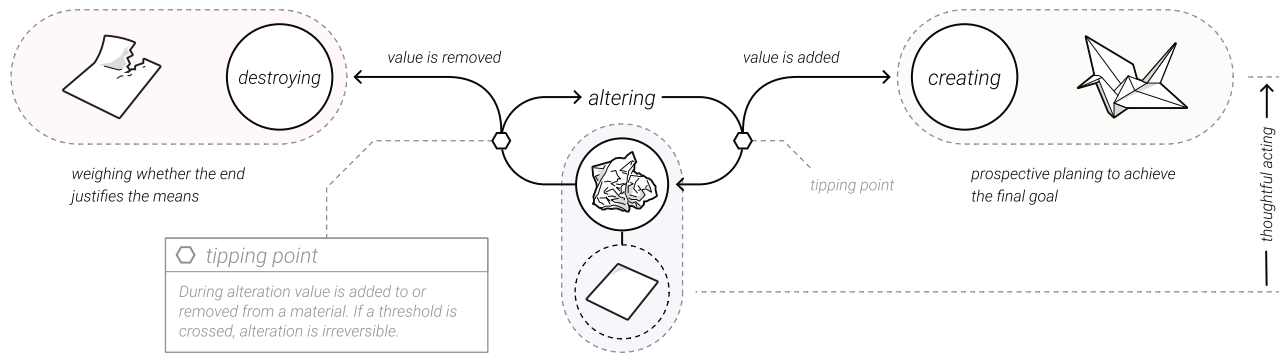 value is removed
value is added
destroying
altering
creating
weighing whether the end
justifies the means
tipping point
prospective planing to achieve
the final goal
thoughtful acting
tipping point
During alteration value is added to or
removed from a material. If a threshold is
crossed, alteration is irreversible.